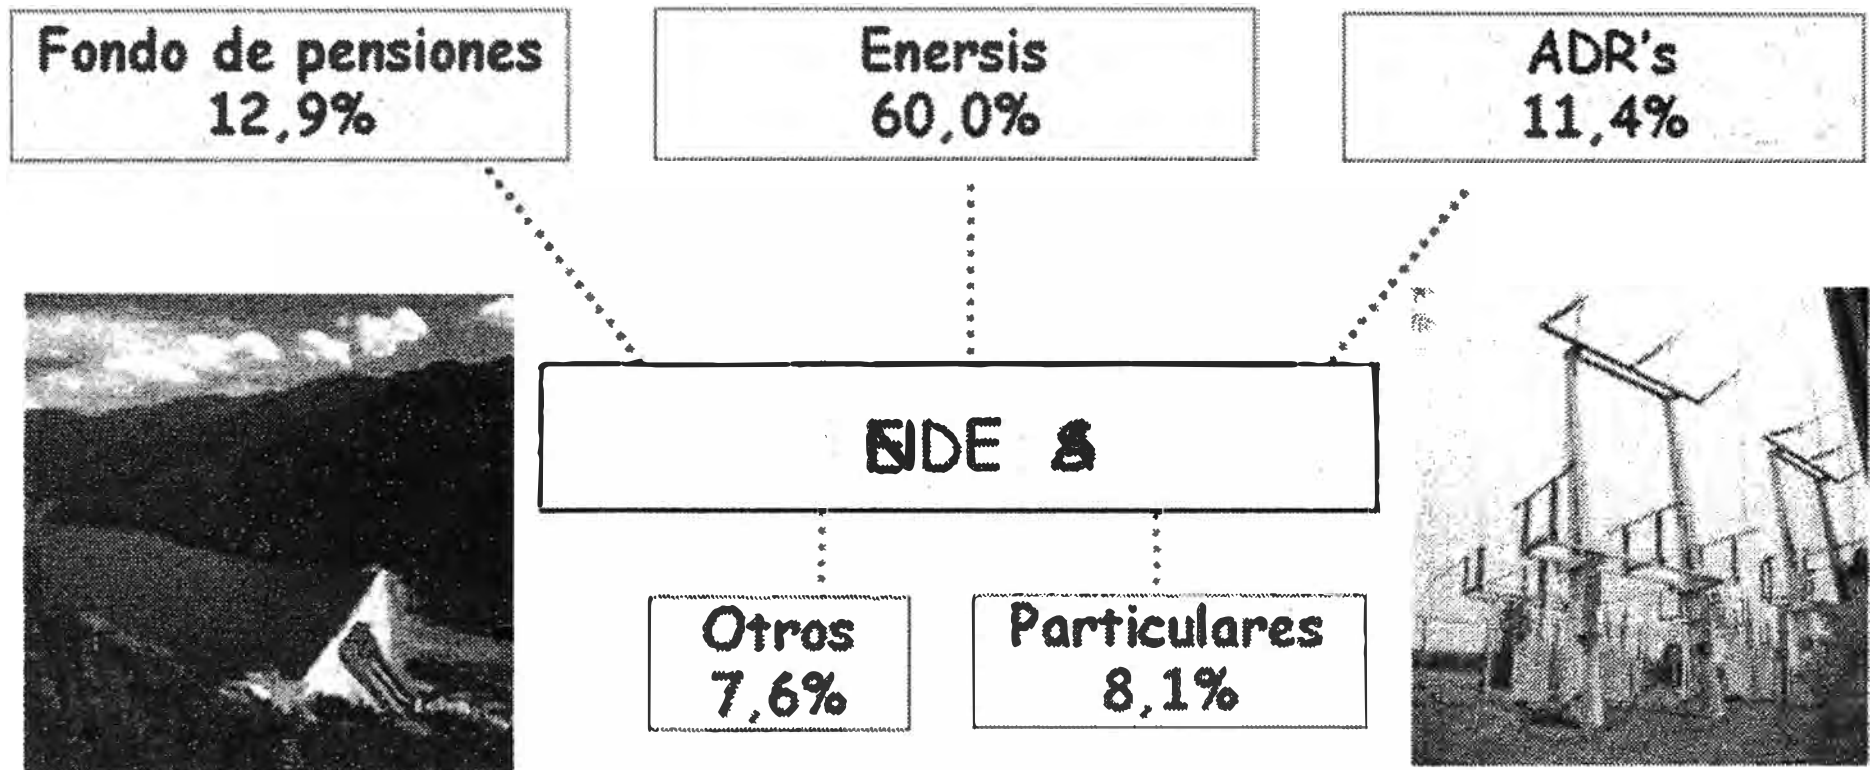 Fondo de pensiones
12,9%
Enersis
60,0%
ADR's
11,4%
Otros
7,6%
Particulares
8,1%